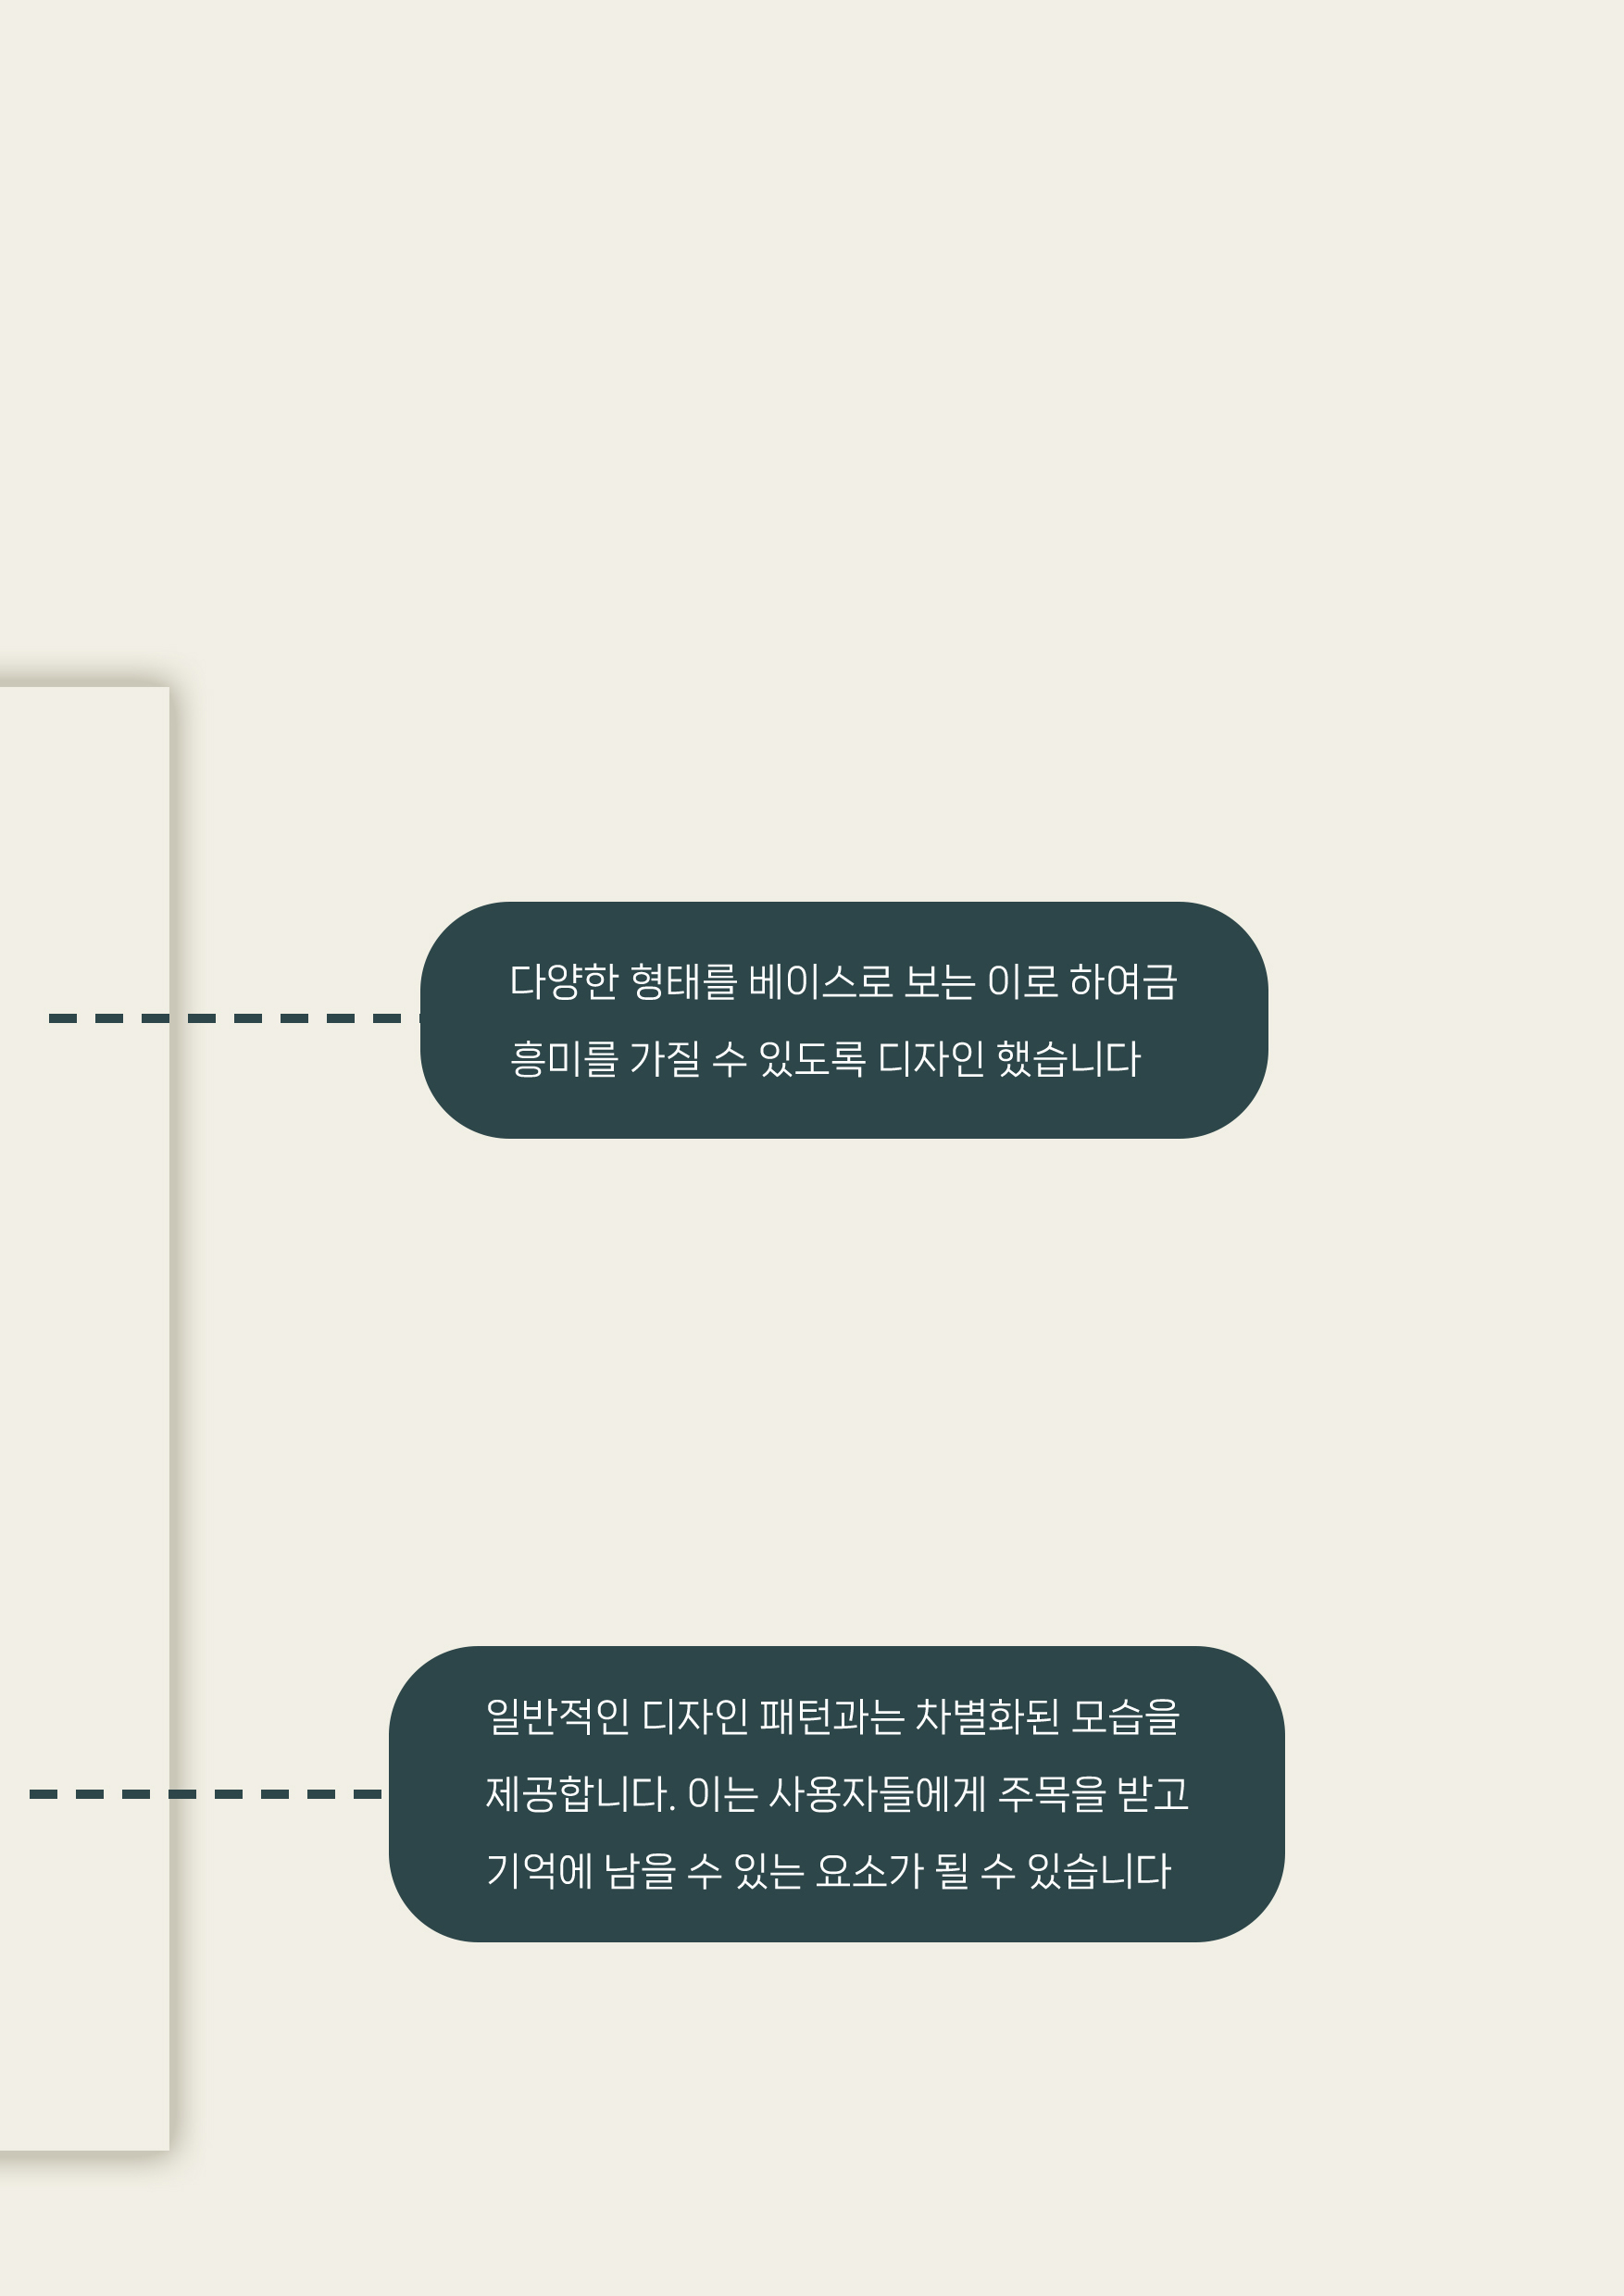 다양한 형태를 베이스로 보는 이로 하여금
흥미를 가질 수 있도록 디자인 했습니다
일반적인 디자인 패턴과는 차별화된 모습을
제공합니다. 이는 사용자들에게 주목을 받고
기억에 남을 수 있는 요소가 될 수 있습니다